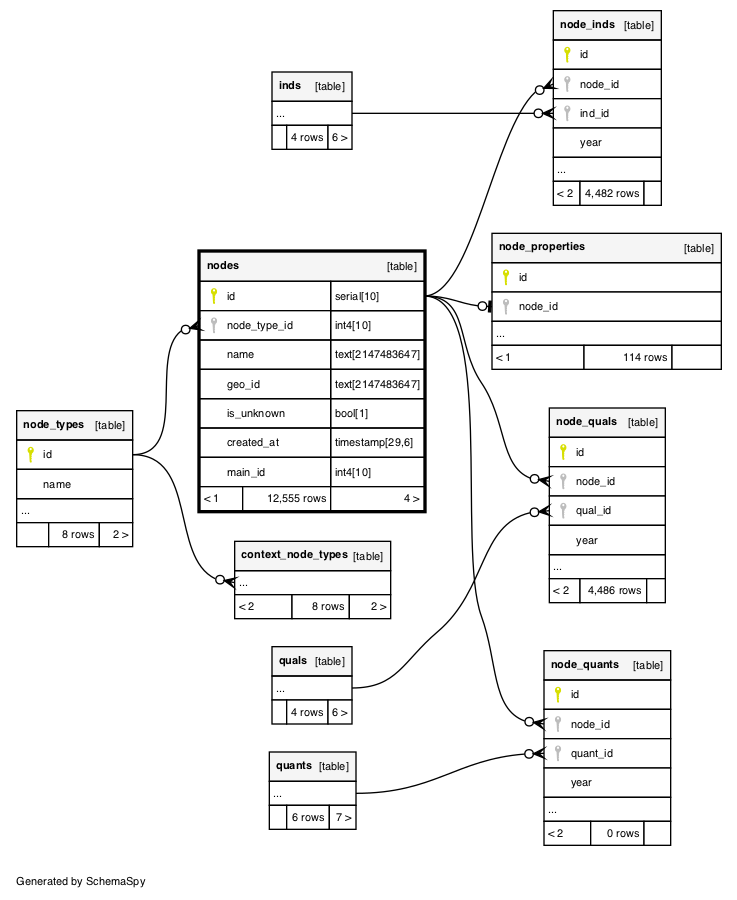 node_inds [table]
id
node_id
ind_id
year
...
< 2 4,482 rows
inds [table]
...
4 rows 6 >
node_properties [table]
id
node_id
...
< 1 114 rows
nodes [table]
id serial[10]
node_type_id int4[10]
name text[2147483647]
geo_id text[2147483647]
is_unknown bool[1]
created_at timestamp[29,6]
main_id int4[10]
< 1 12,555 rows 4 >
node_types [table]
id
name
...
8 rows 2 >
node_quals [table]
id
node_id
qual_id
year
...
< 2 4,486 rows
context_node_types [table]
...
< 2 8 rows 2 >
quals [table]
...
4 rows 6 >
node_quants [table]
id
node_id
quant_id
year
...
< 2 0 rows
quants [table]
...
6 rows 7 >
Generated by SchemaSpy